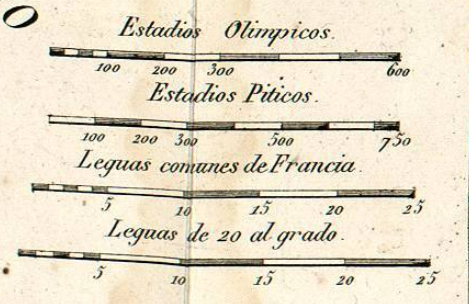 O
Estadios Olimpicos.
100 200 300 600
Estadios Piticos.
100 200 300 500 750
Leguas comunes de Francia.
5 10 15 20 25
Leguas de 20 al grado.
5 10 15 20 25